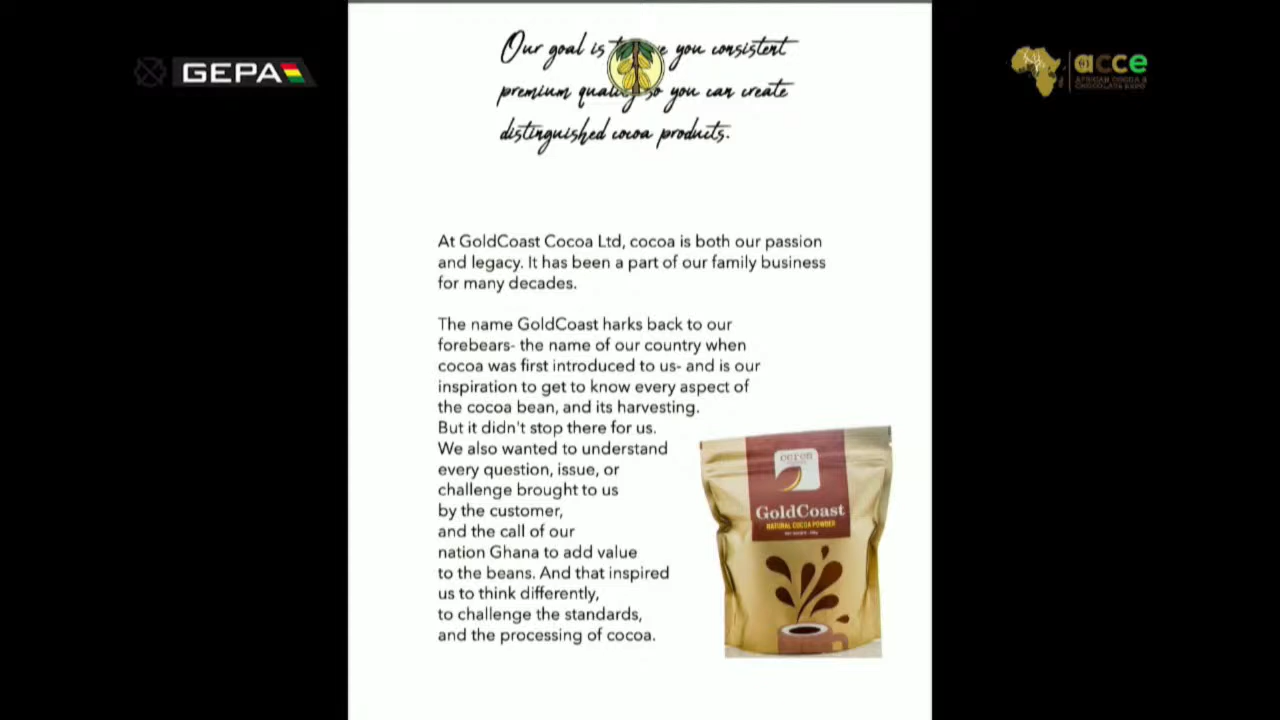 Our goal is you consistent
premium quality so you can create
distinguished cocoa products.
GEPA
acce
AFRICAN COCOA &
CHOCOLATE EXPO
At GoldCoast Cocoa Ltd, cocoa is both our passion
and legacy. It has been a part of our family business
for many decades.
The name GoldCoast harks back to our
forebears- the name of our country when
cocoa was first introduced to us- and is our
inspiration to get to know every aspect of
the cocoa bean, and its harvesting.
But it didn't stop there for us.
We also wanted to understand
every question, issue, or
challenge brought to us
by the customer,
and the call of our
nation Ghana to add value
to the beans. And that inspired
us to think differently,
to challenge the standards,
and the processing of cocoa.
GoldCoast
NATURAL COCOA POWDER